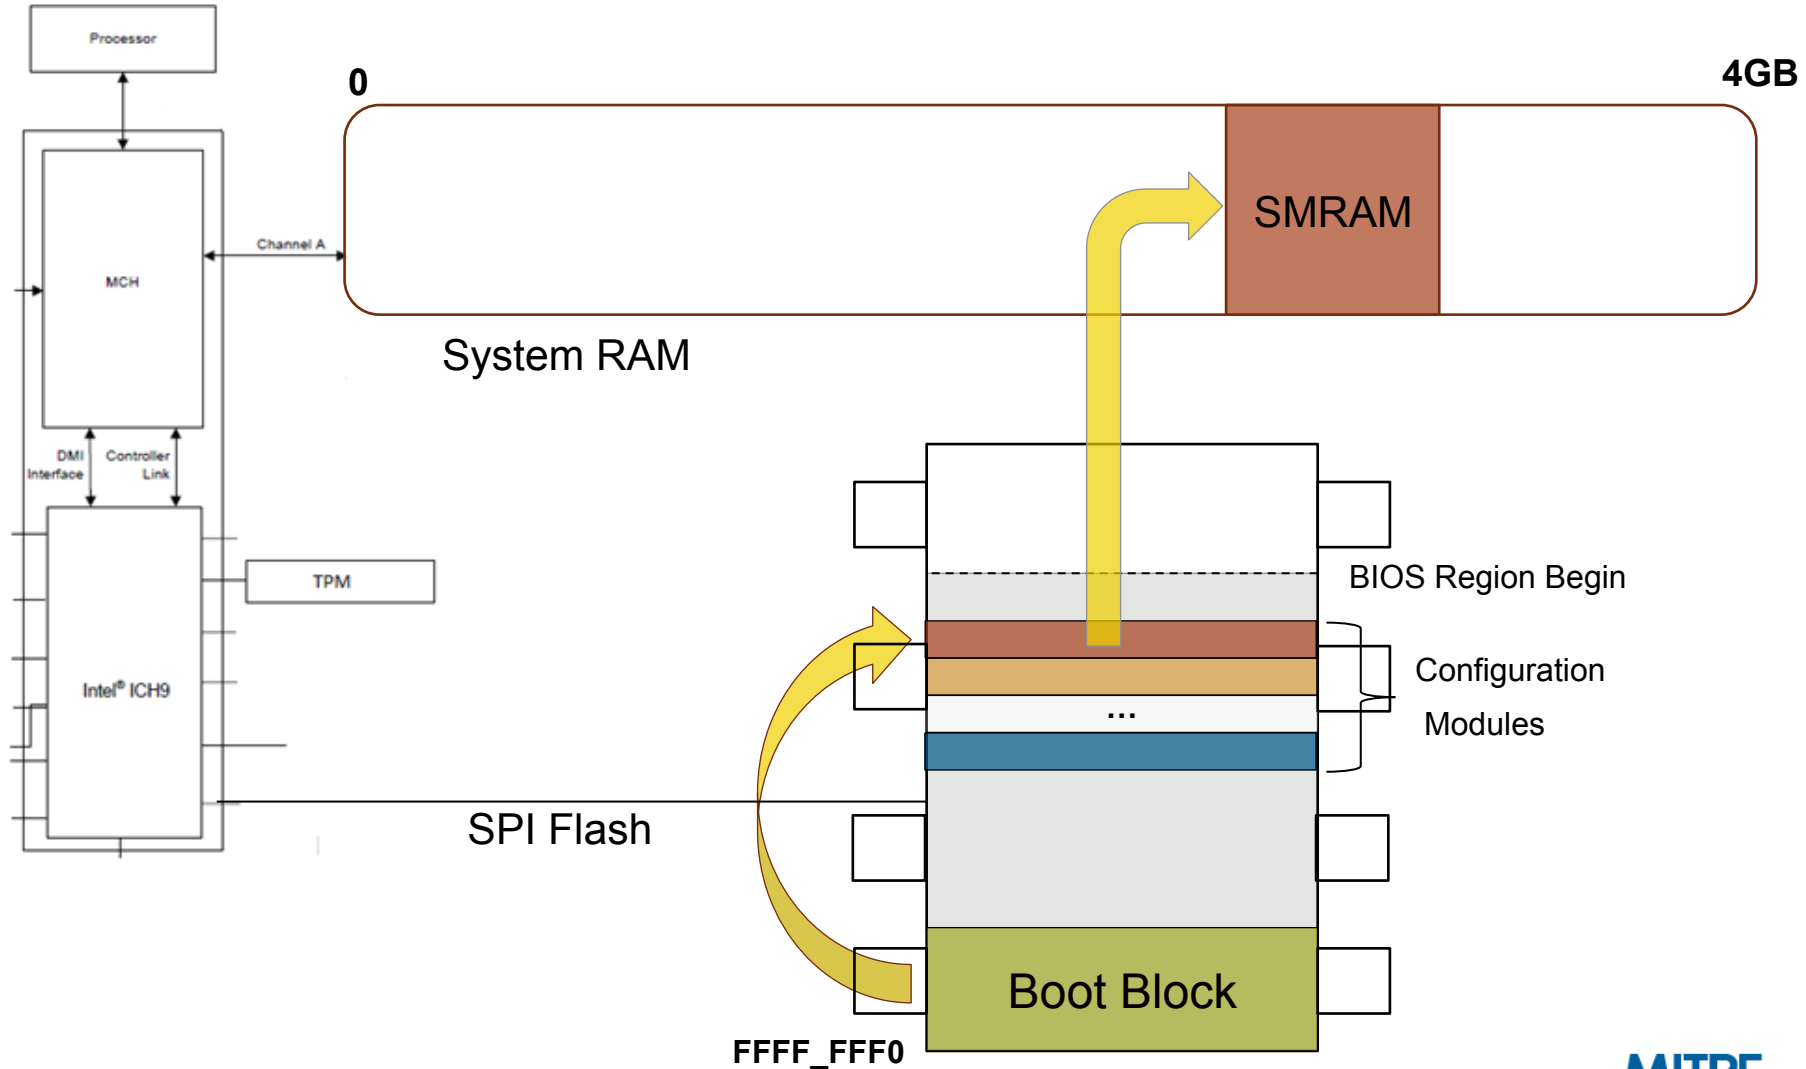 Processor
0
4GB
SMRAM
Channel A
MCH
System RAM
DMI
Interface
Controller
Link
TPM
BIOS Region Begin
Configuration
Modules
...
Intel® ICH9
SPI Flash
Boot Block
FFFF_FFF0
MITRE